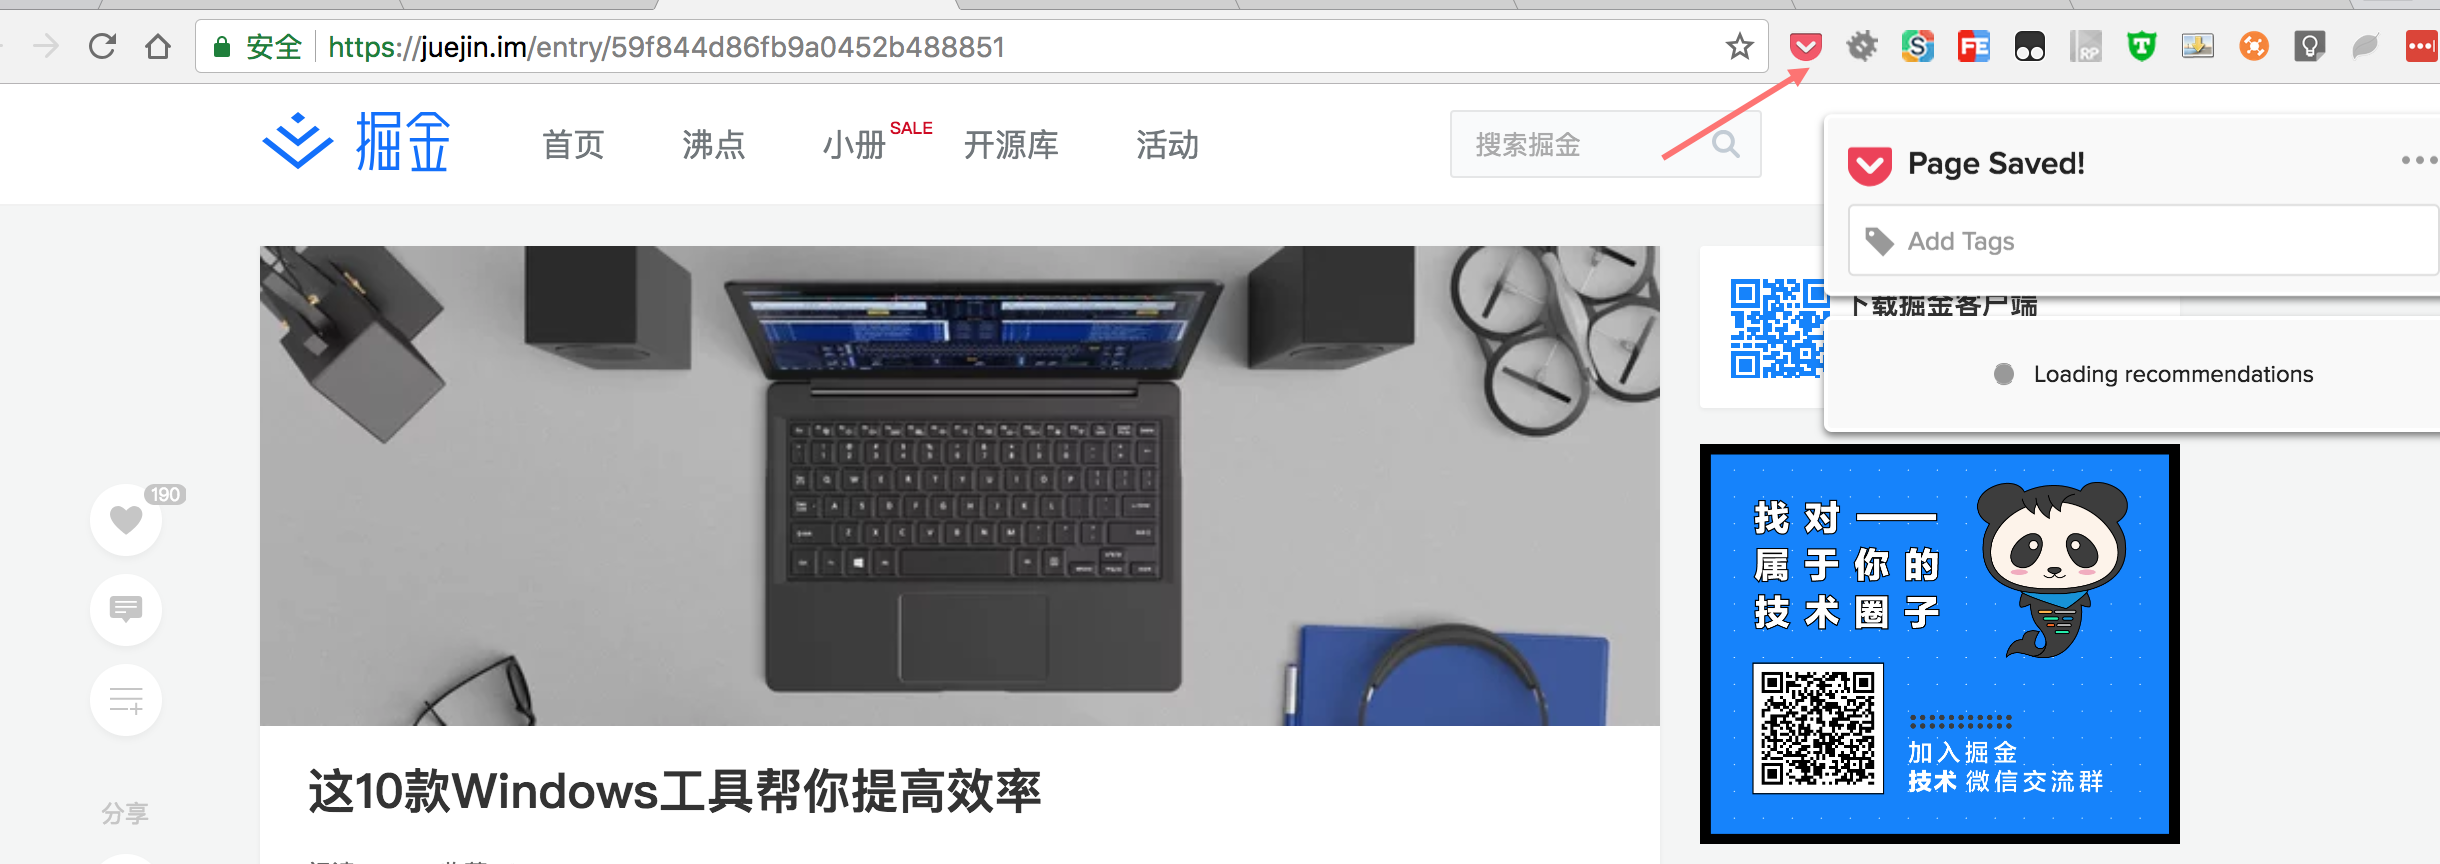 安全 https://juejin.im/entry/59f844d86fb9a0452b488851
掘金
首页
沸点
小册
SALE
开源库
活动
搜索掘金
Page Saved!
Add Tags
下载掘金客户端
Loading recommendations
190
找对——
属于你的
技术圈子
加入掘金
技术 微信交流群
这10款Windows工具帮你提高效率
分享